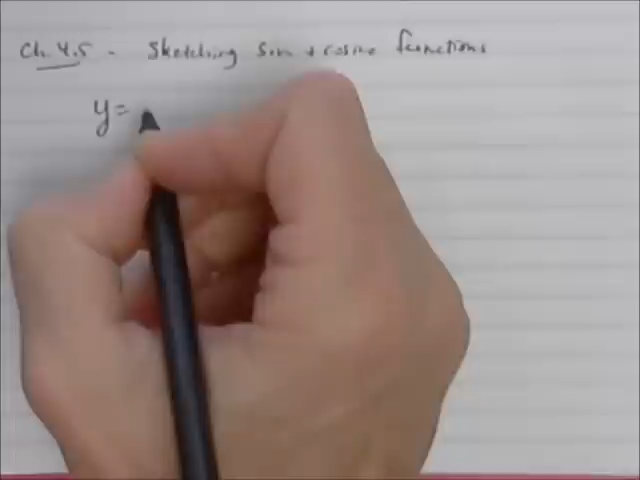 Ch. 4.5 - Sketching Sin + cosine functions
y=